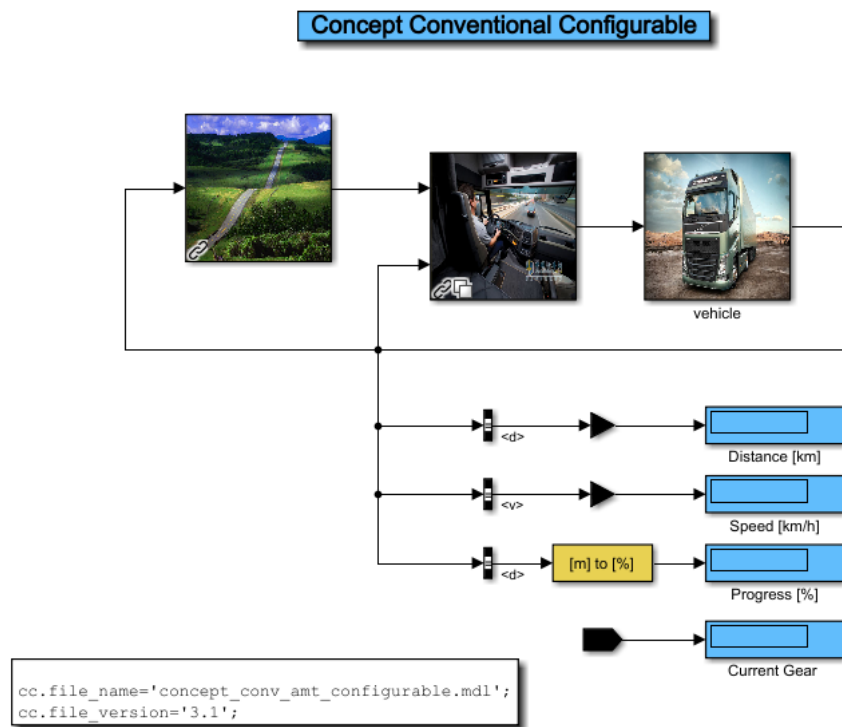 Concept Conventional Configurable
vehicle
<d>
Distance [km]
<v>
Speed [km/h]
<d>
[m] to [%]
Progress [%]
Current Gear
cc.file_name='concept_conv_amt_configurable.mdl';
cc.file_version='3.1';